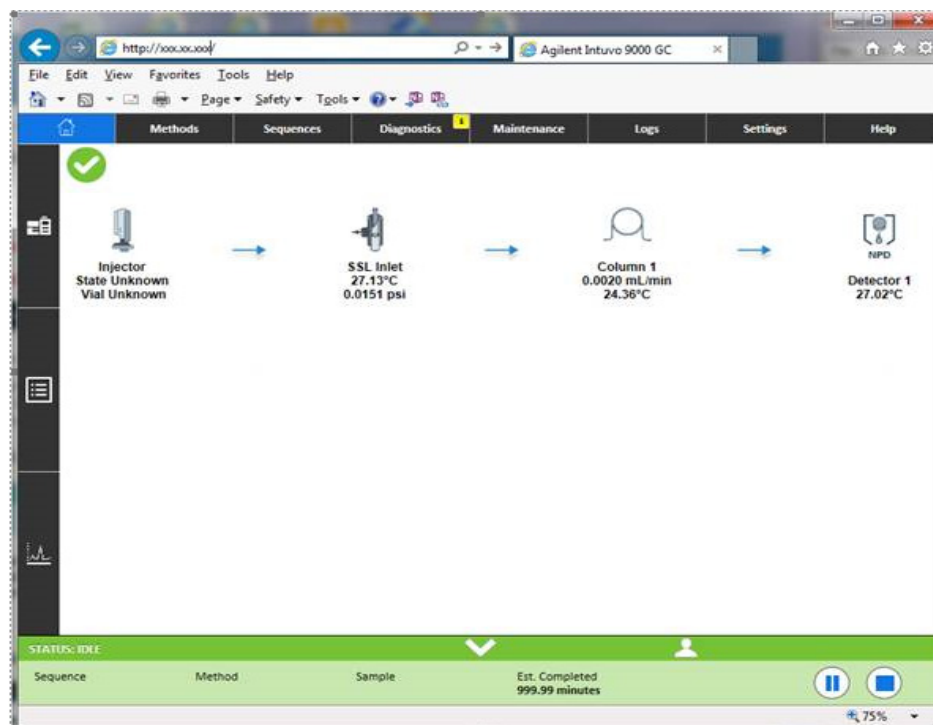 http://xxx.xx.xxx/
Agilent Intuvo 9000 GC
File Edit View Favorites Tools Help
Page Safety Tools
Methods Sequences Diagnostics 1 Maintenance Logs Settings Help
NPD
Injector SSL Inlet Column 1 Detector 1
State Unknown 27.13°C 0.0020 mL/min 27.02°C
Vial Unknown 0.0151 psi 24.36°C
STATUS: IDLE
Sequence Method Sample Est. Completed
999.99 minutes
75%